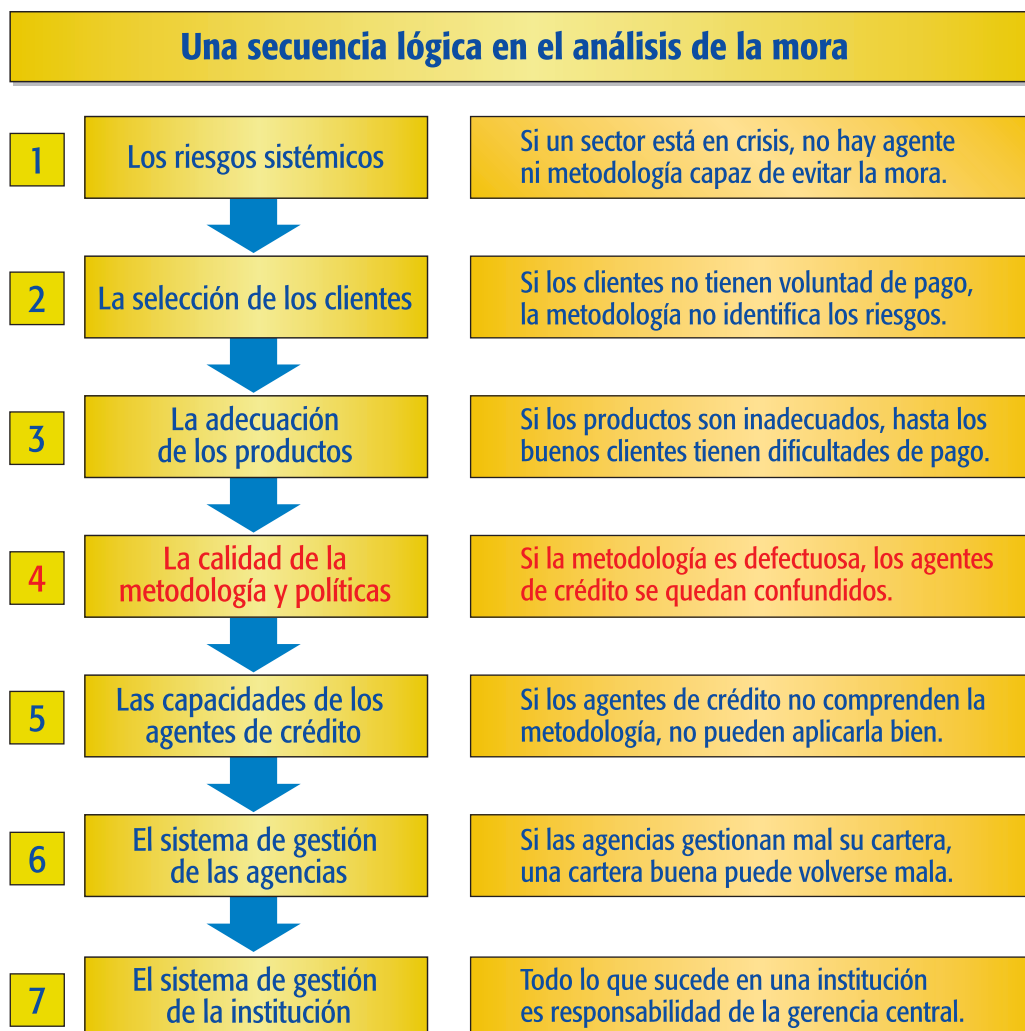 Una secuencia lógica en el análisis de la mora
1
Los riesgos sistémicos
Si un sector está en crisis, no hay agente
ni metodología capaz de evitar la mora.
2
La selección de los clientes
Si los clientes no tienen voluntad de pago,
la metodología no identifica los riesgos.
3
La adecuación
de los productos
Si los productos son inadecuados, hasta los
buenos clientes tienen dificultades de pago.
4
La calidad de la
metodología y políticas
Si la metodología es defectuosa, los agentes
de crédito se quedan confundidos.
5
Las capacidades de los
agentes de crédito
Si los agentes de crédito no comprenden la
metodología, no pueden aplicarla bien.
6
El sistema de gestión
de las agencias
Si las agencias gestionan mal su cartera,
una cartera buena puede volverse mala.
7
El sistema de gestión
de la institución
Todo lo que sucede en una institución
es responsabilidad de la gerencia central.